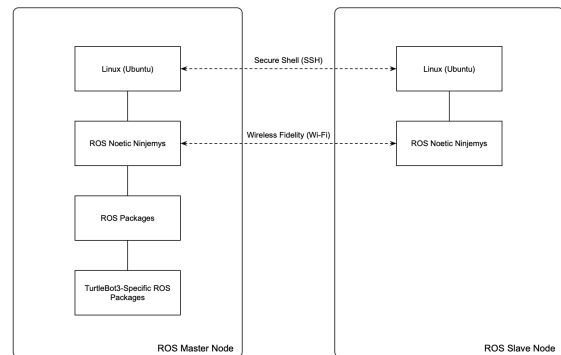 Linux (Ubuntu)
Secure Shell (SSH)
Linux (Ubuntu)
ROS Noetic Ninjemys
Wireless Fidelity (Wi-Fi)
ROS Noetic Ninjemys
ROS Packages
TurtleBot3-Specific ROS
Packages
ROS Master Node
ROS Slave Node